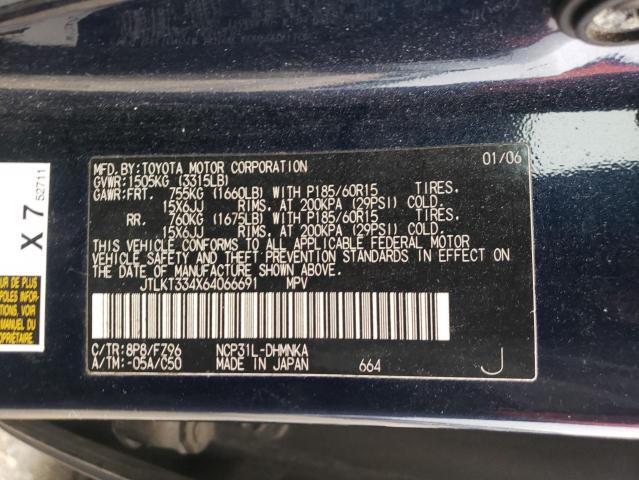 MFD.BY:TOYOTA MOTOR CORPORATION 01/06
GVWR:1505KG (3315LB)
GAWR:FRT. 755KG (1660LB) WITH P185/60R15 TIRES,
15X6JJ RIMS, AT 200KPA (29PSI) COLD.
RR. 760KG (1675LB) WITH P185/60R15 TIRES,
15X6JJ RIMS, AT 200KPA (29PSI) COLD.
THIS VEHICLE CONFORMS TO ALL APPLICABLE FEDERAL MOTOR
VEHICLE SAFETY AND THEFT PREVENTION STANDARDS IN EFFECT ON
THE DATE OF MANUFACTURE SHOWN ABOVE.
JTLKT334X64066691 MPV
C/TR:8P8/FZ96 NCP31L-DHMNKA
A/TM:-05A/C50 MADE IN JAPAN 664 J
X 7
52711